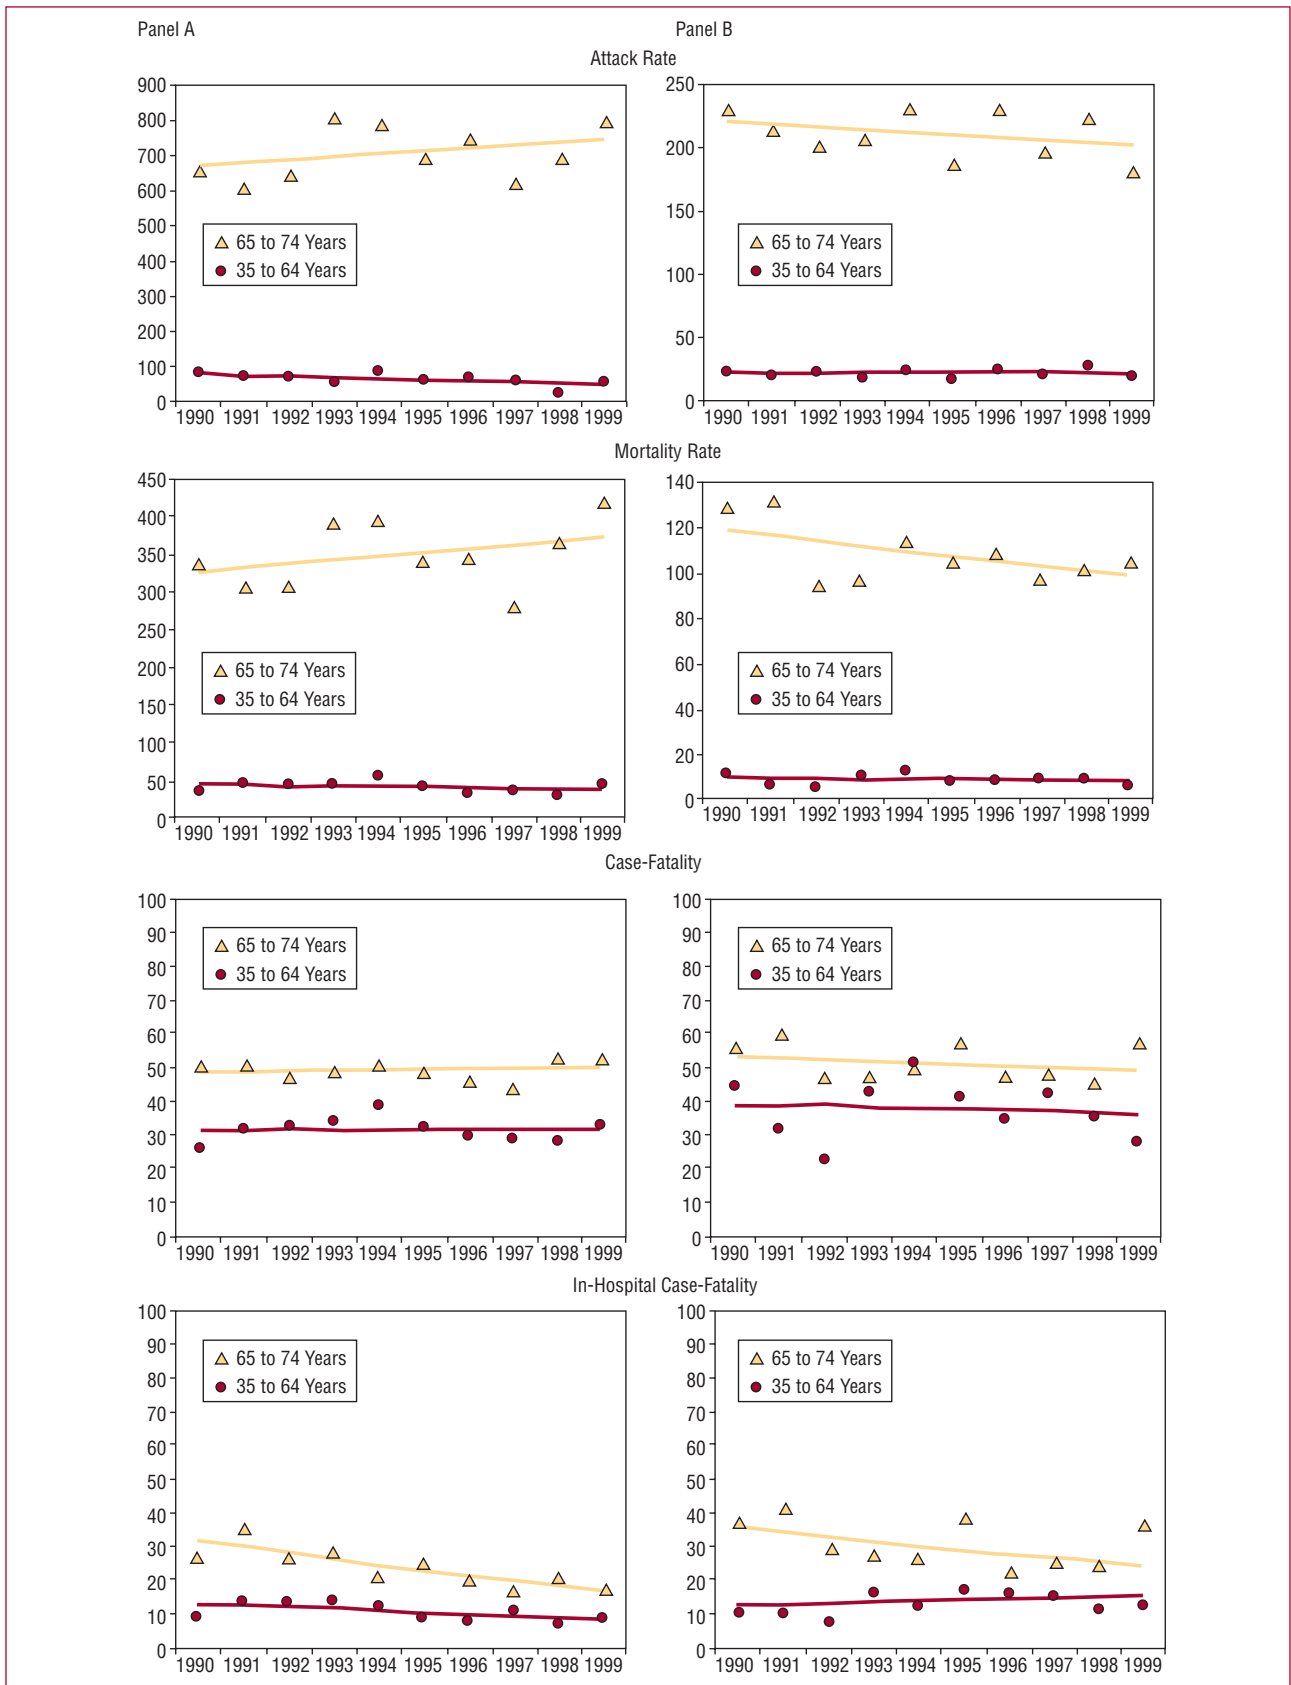 Panel A
Panel B
Attack Rate
900
800
700
600
500
400
300
200
100
0
65 to 74 Years
35 to 64 Years
1990 1991 1992 1993 1994 1995 1996 1997 1998 1999
250
200
150
100
50
0
65 to 74 Years
35 to 64 Years
1990 1991 1992 1993 1994 1995 1996 1997 1998 1999
Mortality Rate
450
400
350
300
250
200
150
100
50
0
65 to 74 Years
35 to 64 Years
1990 1991 1992 1993 1994 1995 1996 1997 1998 1999
140
120
100
80
60
40
20
0
65 to 74 Years
35 to 64 Years
1990 1991 1992 1993 1994 1995 1996 1997 1998 1999
Case-Fatality
100
90
80
70
60
50
40
30
20
10
0
65 to 74 Years
35 to 64 Years
1990 1991 1992 1993 1994 1995 1996 1997 1998 1999
100
90
80
70
60
50
40
30
20
10
0
65 to 74 Years
35 to 64 Years
1990 1991 1992 1993 1994 1995 1996 1997 1998 1999
In-Hospital Case-Fatality
100
90
80
70
60
50
40
30
20
10
0
65 to 74 Years
35 to 64 Years
1990 1991 1992 1993 1994 1995 1996 1997 1998 1999
100
90
80
70
60
50
40
30
20
10
0
65 to 74 Years
35 to 64 Years
1990 1991 1992 1993 1994 1995 1996 1997 1998 1999